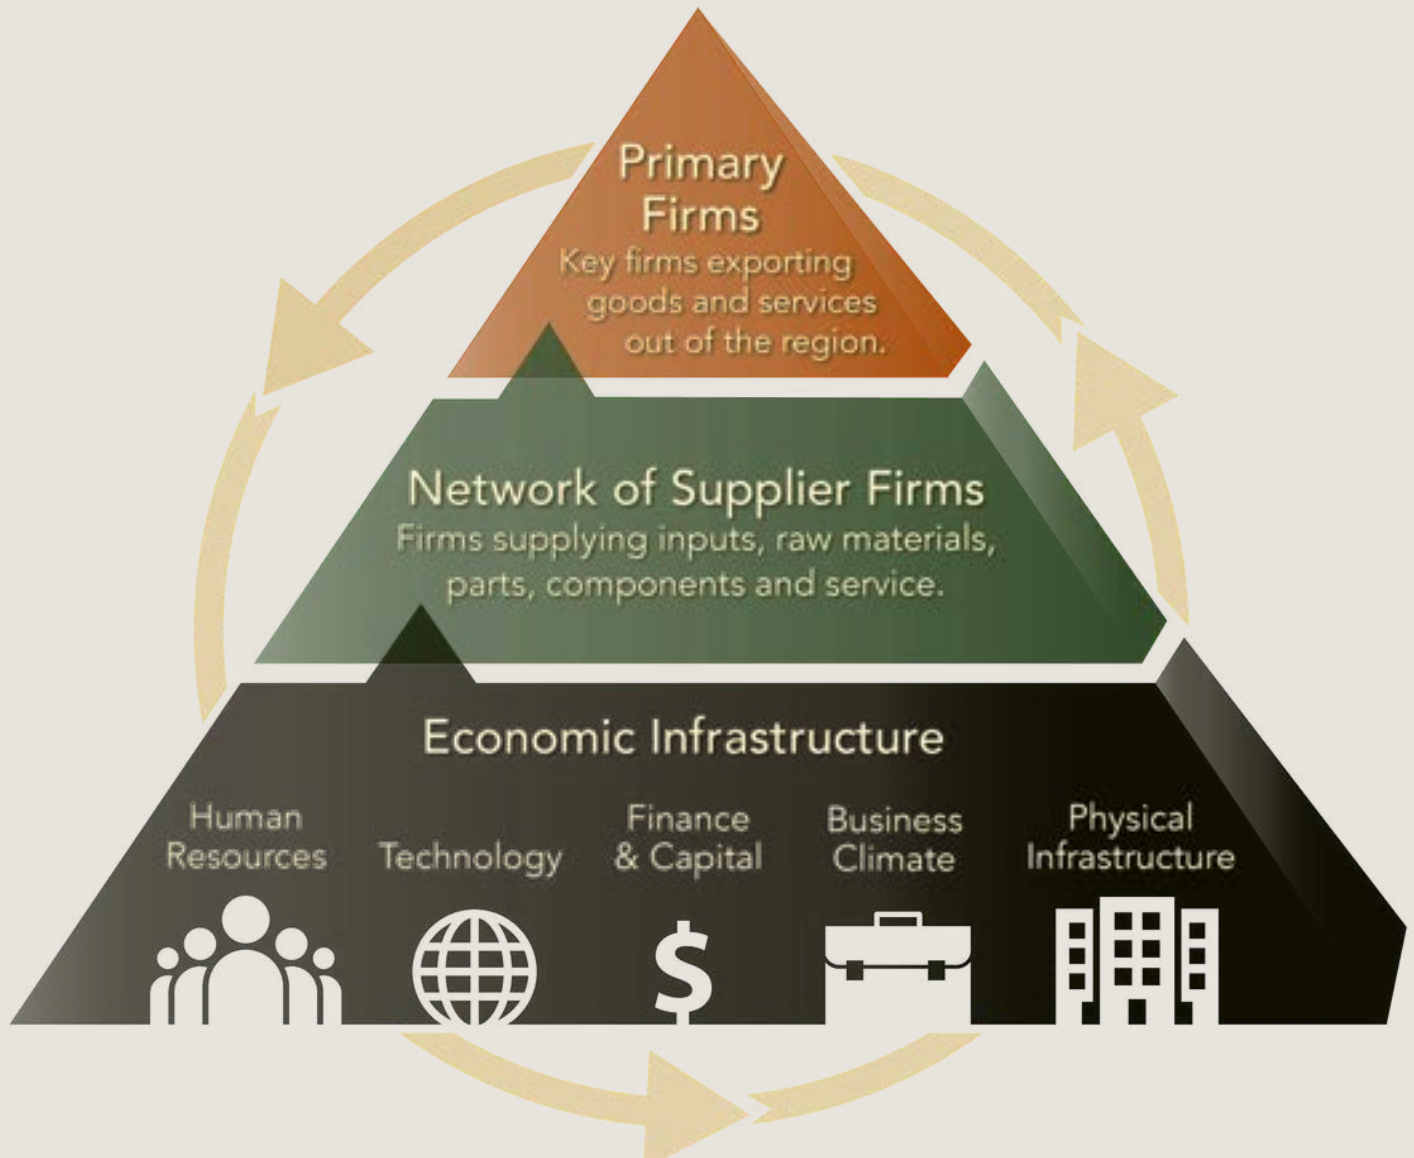 Primary
Firms
Key firms exporting
goods and services
out of the region.
Network of Supplier Firms
Firms supplying inputs, raw materials,
parts, components and service.
Economic Infrastructure
Human
Resources
Technology
Finance
& Capital
Business
Climate
Physical
Infrastructure
$